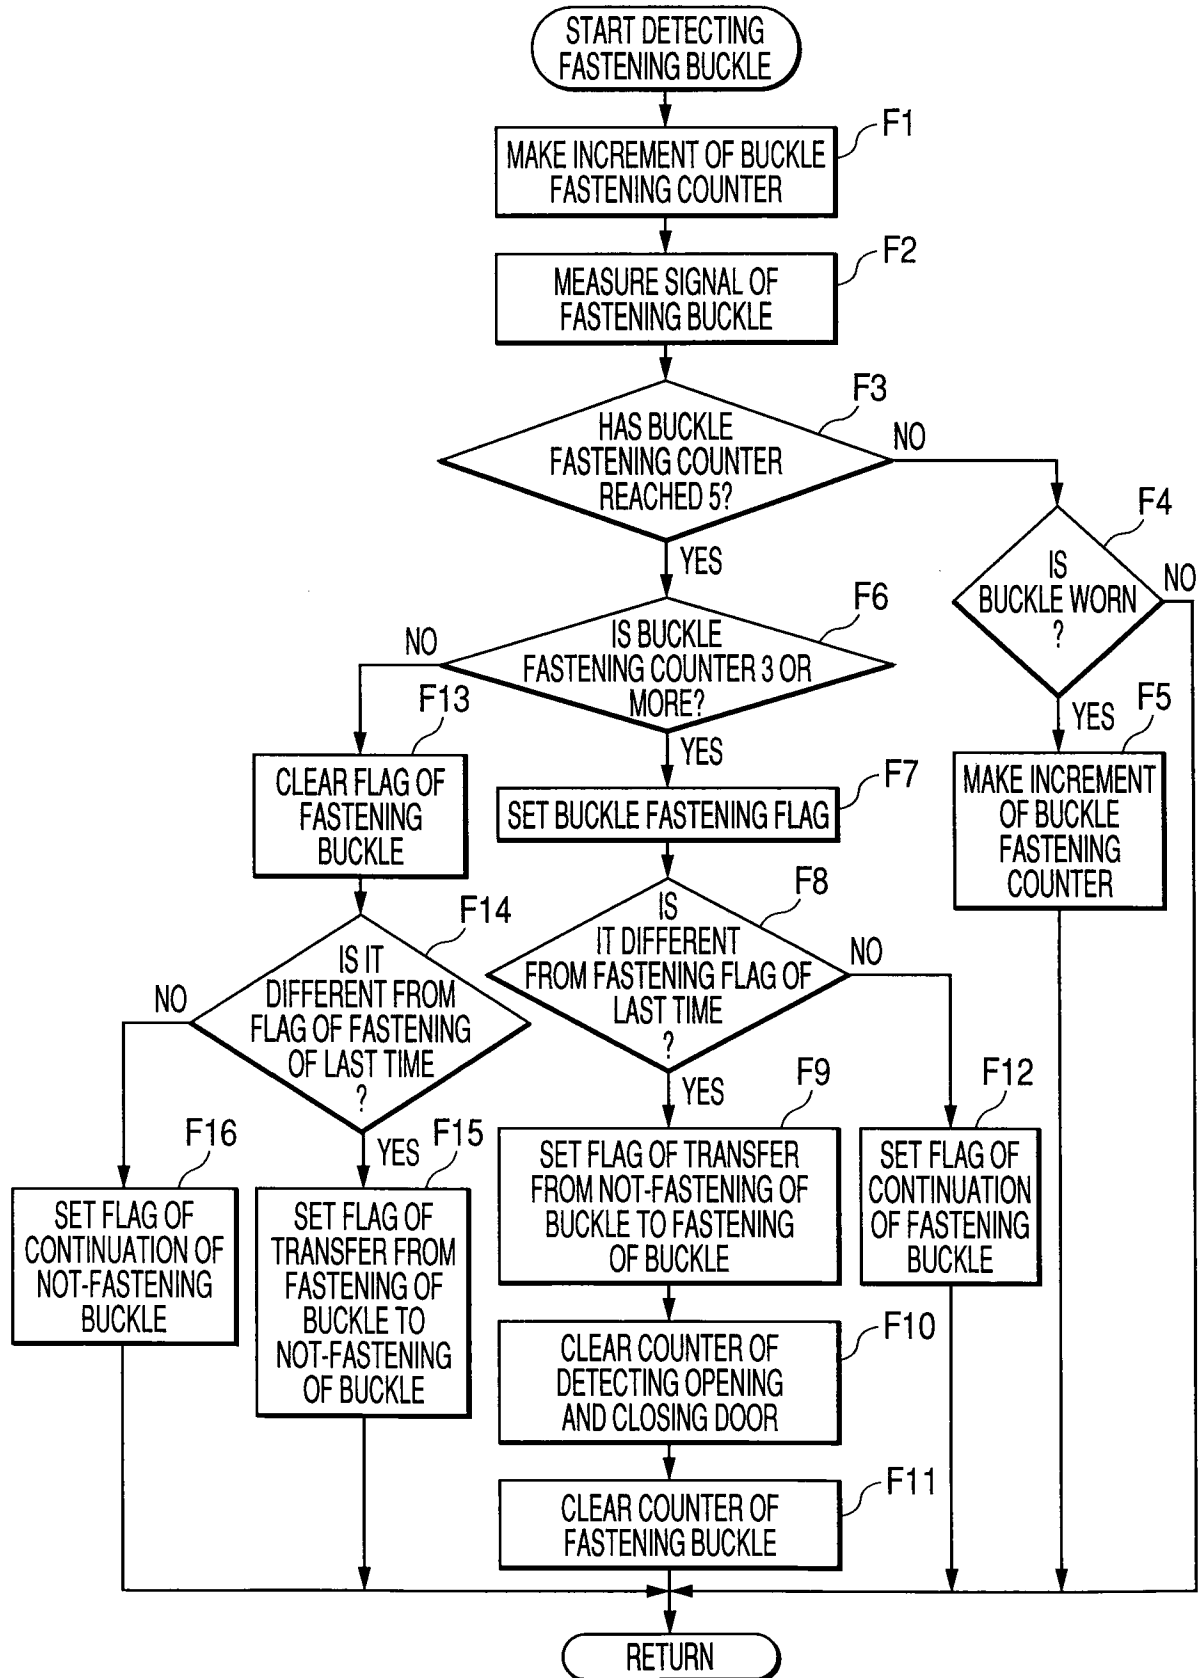 START DETECTING
FASTENING BUCKLE
F1
MAKE INCREMENT OF BUCKLE
FASTENING COUNTER
F2
MEASURE SIGNAL OF
FASTENING BUCKLE
F3
HAS BUCKLE
FASTENING COUNTER
REACHED 5?
NO
YES
F4
IS
BUCKLE WORN
?
NO
YES
F5
MAKE INCREMENT
OF BUCKLE
FASTENING
COUNTER
F6
IS BUCKLE
FASTENING COUNTER 3 OR
MORE?
NO
YES
F13
CLEAR FLAG OF
FASTENING
BUCKLE
F7
SET BUCKLE FASTENING FLAG
F8
IS
IT DIFFERENT
FROM FASTENING FLAG OF
LAST TIME
?
NO
YES
F14
IS IT
DIFFERENT FROM
FLAG OF FASTENING
OF LAST TIME
?
NO
YES
F16
SET FLAG OF
CONTINUATION OF
NOT-FASTENING
BUCKLE
F15
SET FLAG OF
TRANSFER FROM
FASTENING OF
BUCKLE TO
NOT-FASTENING
OF BUCKLE
F9
SET FLAG OF TRANSFER
FROM NOT-FASTENING OF
BUCKLE TO FASTENING
OF BUCKLE
F12
SET FLAG OF
CONTINUATION
OF FASTENING
BUCKLE
F10
CLEAR COUNTER OF
DETECTING OPENING
AND CLOSING DOOR
F11
CLEAR COUNTER OF
FASTENING BUCKLE
RETURN